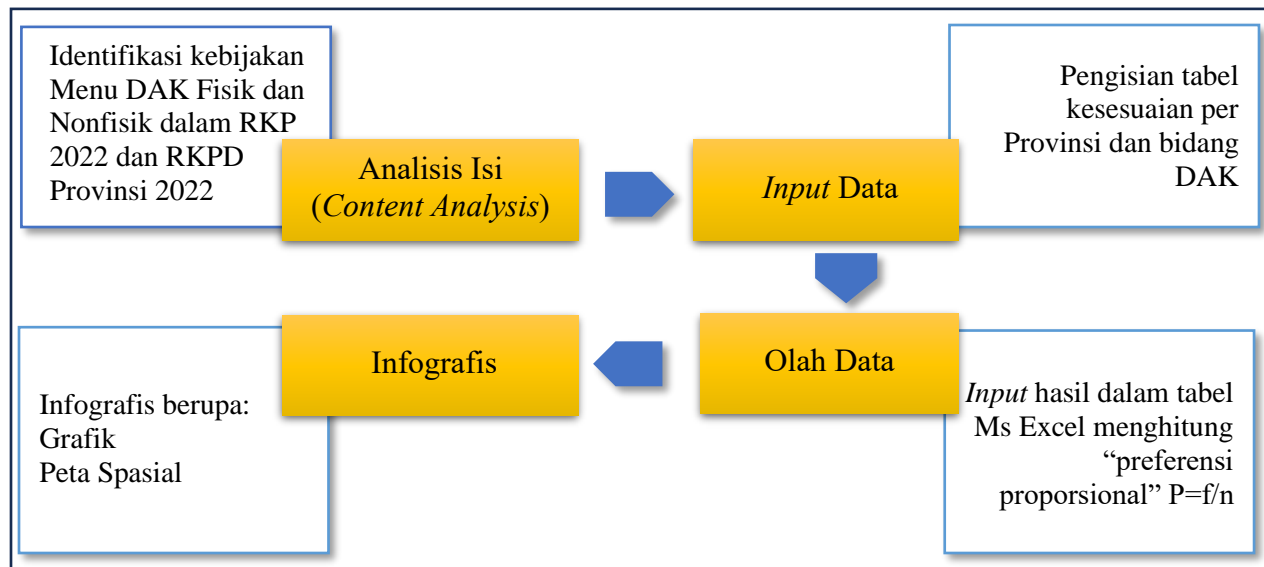 Identifikasi kebijakan
Menu DAK Fisik dan
Nonfisik dalam RKP
2022 dan RKPD
Provinsi 2022
Analisis Isi
(Content Analysis)
Input Data
Pengisian tabel
kesesuaian per
Provinsi dan bidang
DAK
Olah Data
Input hasil dalam tabel
Ms Excel menghitung
“preferensi
proporsional” P=f/n
Infografis
Infografis berupa:
Grafik
Peta Spasial